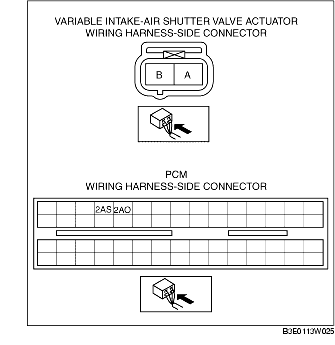 VARIABLE INTAKE-AIR SHUTTER VALVE ACTUATOR
WIRING HARNESS-SIDE CONNECTOR
B A
PCM
WIRING HARNESS-SIDE CONNECTOR
2AS 2AO
B3E0113W025